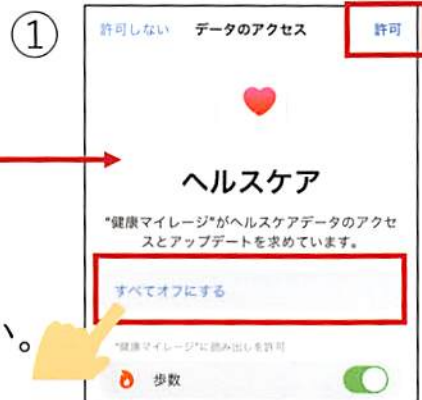 ①
許可しない データのアクセス 許可
ヘルスケア
"健康マイレージ"がヘルスケアデータのアクセ
スとアップデートを求めています。
すべてオフにする
い。
"健康マイレージ"に読み出しを許可
歩数